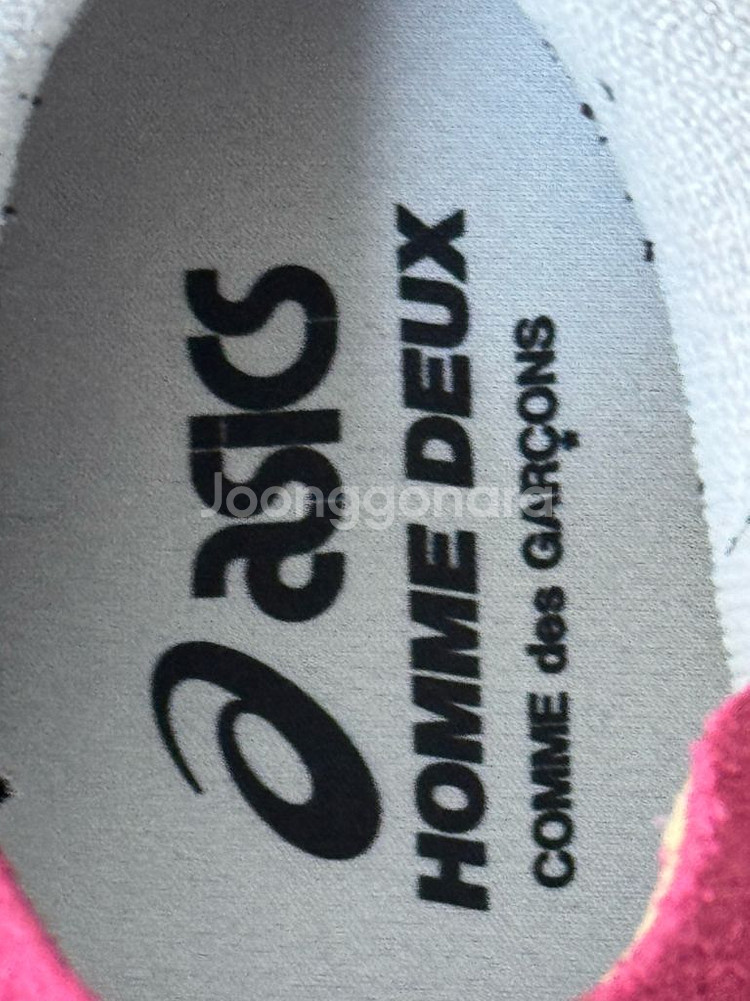 asics
HOMME DEUX
COMME des GARÇONS
Joonggonara